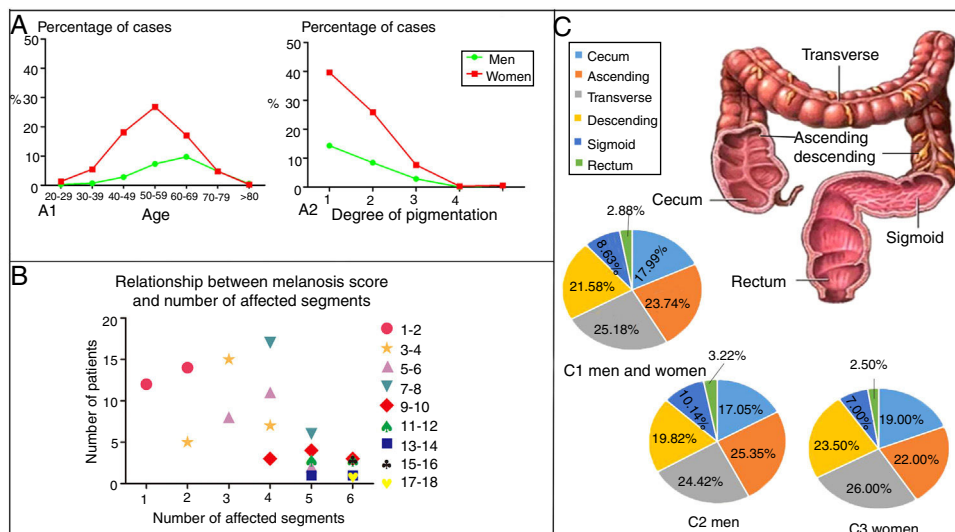 A
Percentage of cases
50
40
30
%
20
10
0
20-29 30-39 40-49 50-59 60-69 70-79 >80
A1
Age
Percentage of cases
Men
Women
50
40
30
%
20
10
0
1 2 3 4
A2
Degree of pigmentation
B
Relationship between melanosis score
and number of affected segments
Number of patients
20
15
10
5
0
1 2 3 4 5 6
Number of affected segments
1-2
3-4
5-6
7-8
9-10
11-12
13-14
15-16
17-18
C
Cecum
Ascending
Transverse
Descending
Sigmoid
Rectum
Transverse
Ascending
descending
Cecum
Sigmoid
Rectum
2.88%
8.63%
17.99%
21.58%
23.74%
25.18%
C1 men and women
3.22%
10.14%
17.05%
19.82%
25.35%
24.42%
C2 men
2.50%
7.00%
19.00%
23.50%
22.00%
26.00%
C3 women